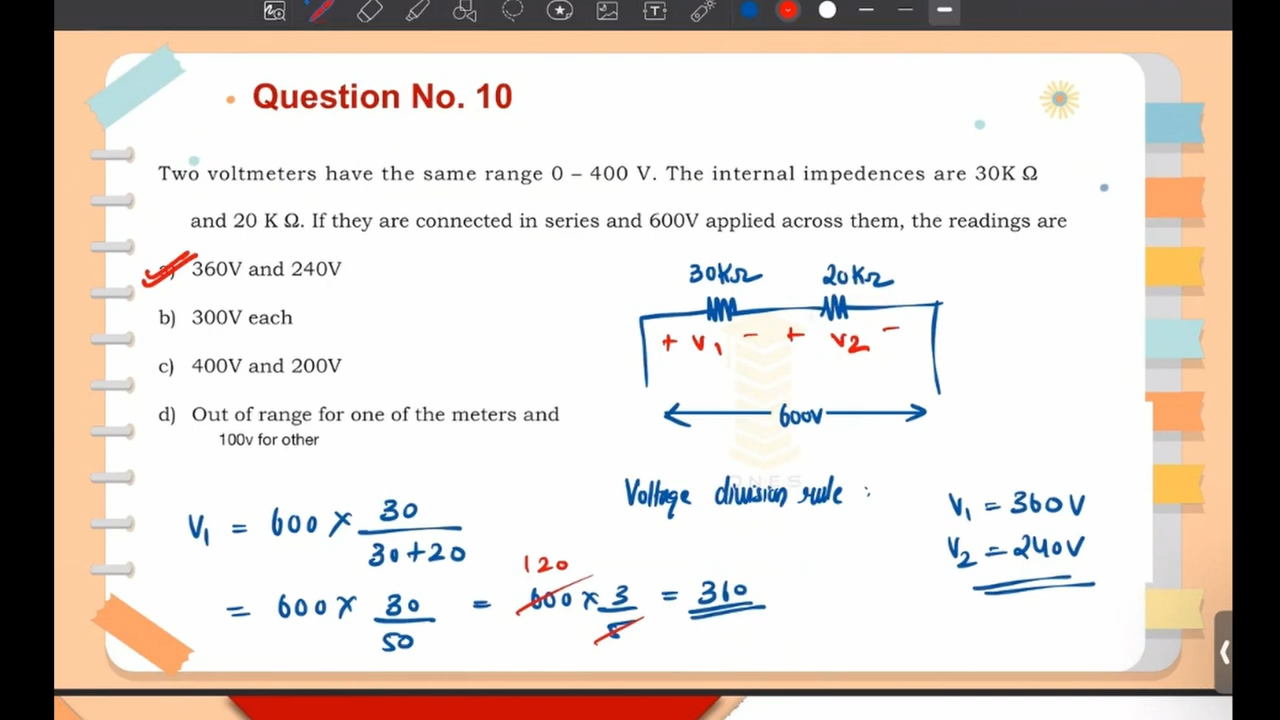 Question No. 10
Two voltmeters have the same range 0 – 400 V. The internal impedences are 30K Ω
and 20 K Ω. If they are connected in series and 600V applied across them, the readings are
a) 360V and 240V
b) 300V each
c) 400V and 200V
d) Out of range for one of the meters and
100v for other
30KΩ 20KΩ
+ V1 - + V2 -
600V
Voltage division rule :
V1 = 600 × 30 / 30+20
= 600 × 30 / 50 = 600 × 3 / 5 = 360
120
V1 = 360V
V2 = 240V